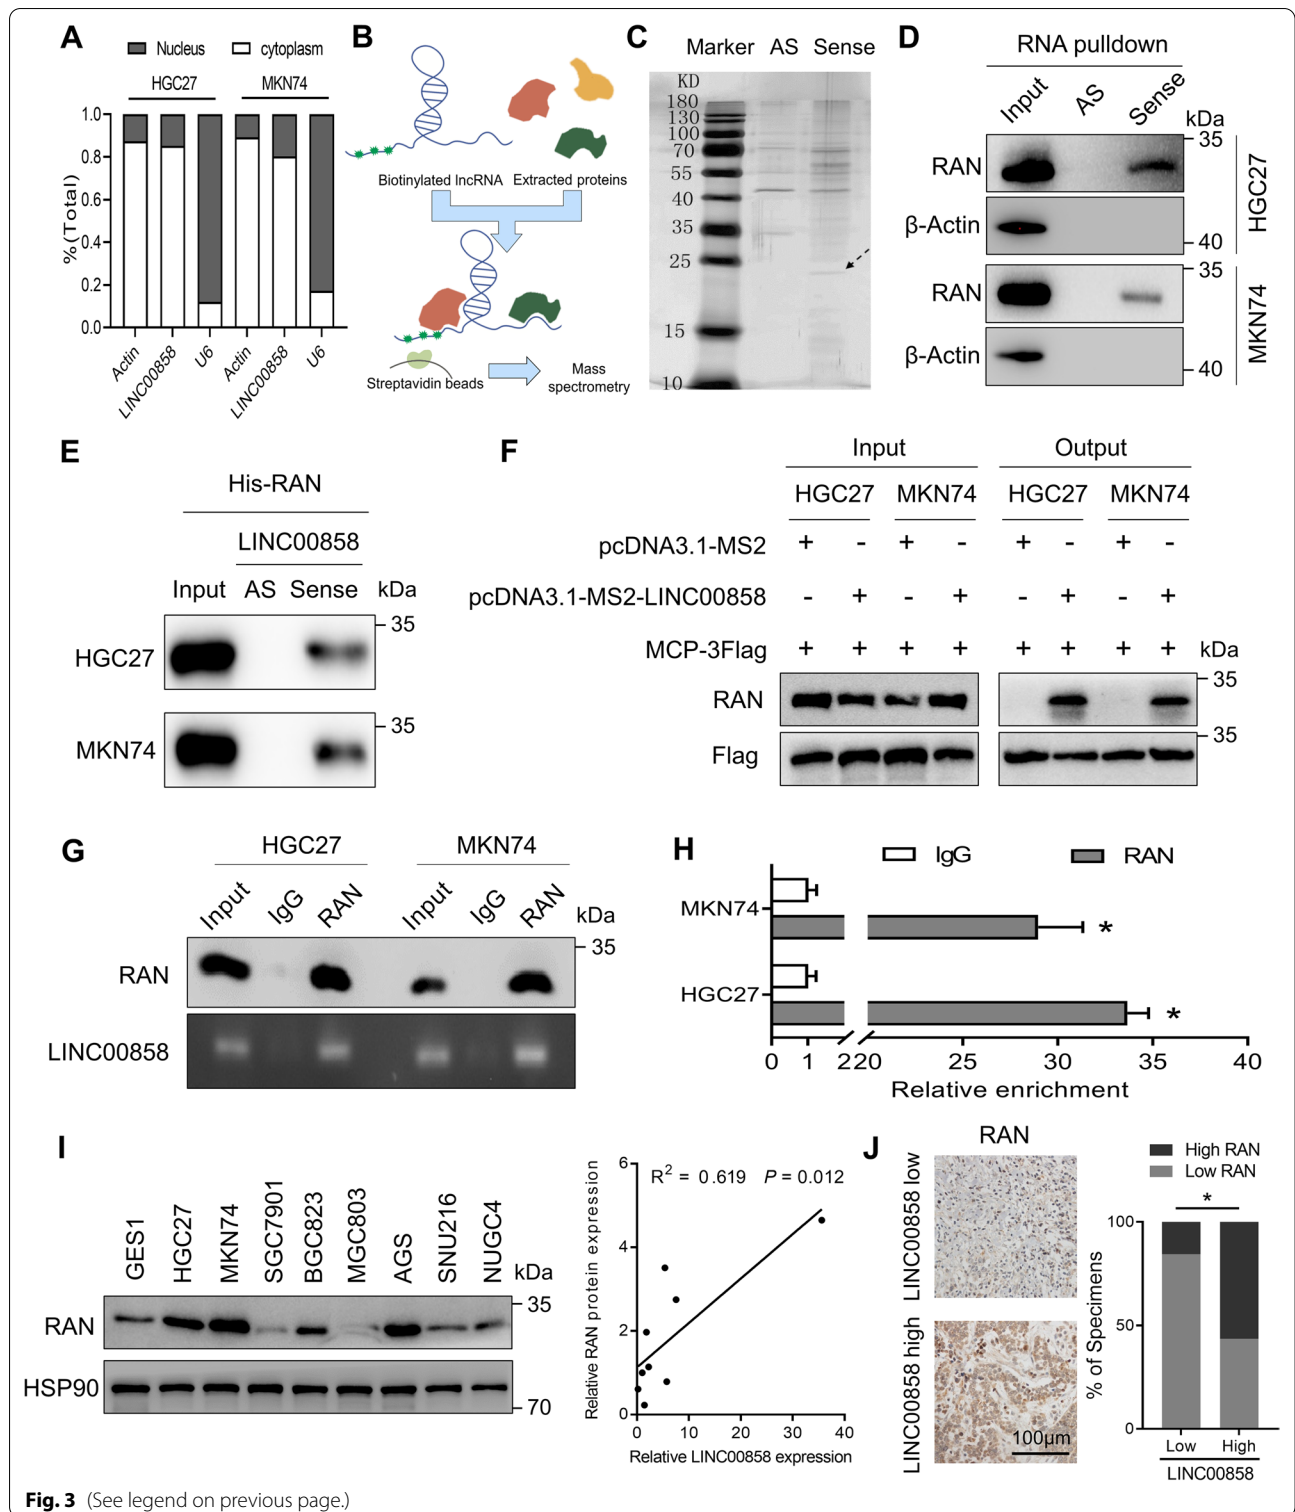 A
Nucleus cytoplasm
HGC27 MKN74
%(Total)
1.0
0.8
0.6
0.4
0.2
0.0
Actin LINC00858 U6 Actin LINC00858 U6
B
Biotinylated lncRNA Extracted proteins
Streptavidin beads
Mass
spectrometry
C
Marker AS Sense
KD
180
130
100
70
55
40
35
25
15
10
D
RNA pulldown
Input AS Sense
kDa
RAN
35
β-Actin
40
HGC27
RAN
35
β-Actin
40
MKN74
E
His-RAN
LINC00858
Input AS Sense kDa
HGC27
35
MKN74
35
F
Input Output
HGC27 MKN74 HGC27 MKN74
pcDNA3.1-MS2 + - + - + - + -
pcDNA3.1-MS2-LINC00858 - + - + - + - +
MCP-3Flag + + + + + + + + kDa
RAN
35
Flag
35
G
HGC27 MKN74
Input IgG RAN Input IgG RAN
kDa
RAN
35
LINC00858
H
IgG RAN
MKN74
*
HGC27
*
0 1 2 20 25 30 35 40
Relative enrichment
I
GES1 HGC27 MKN74 SGC7901 BGC823 MGC803 AGS SNU216 NUGC4
kDa
RAN
35
HSP90
70
Relative RAN protein expression
R2 = 0.619 P = 0.012
6
4
2
0
0 10 20 30 40
Relative LINC00858 expression
J
RAN
LINC00858 low
LINC00858 high
100μm
High RAN
Low RAN
*
% of Specimens
100
50
0
Low High
LINC00858
Fig. 3 (See legend on previous page.)